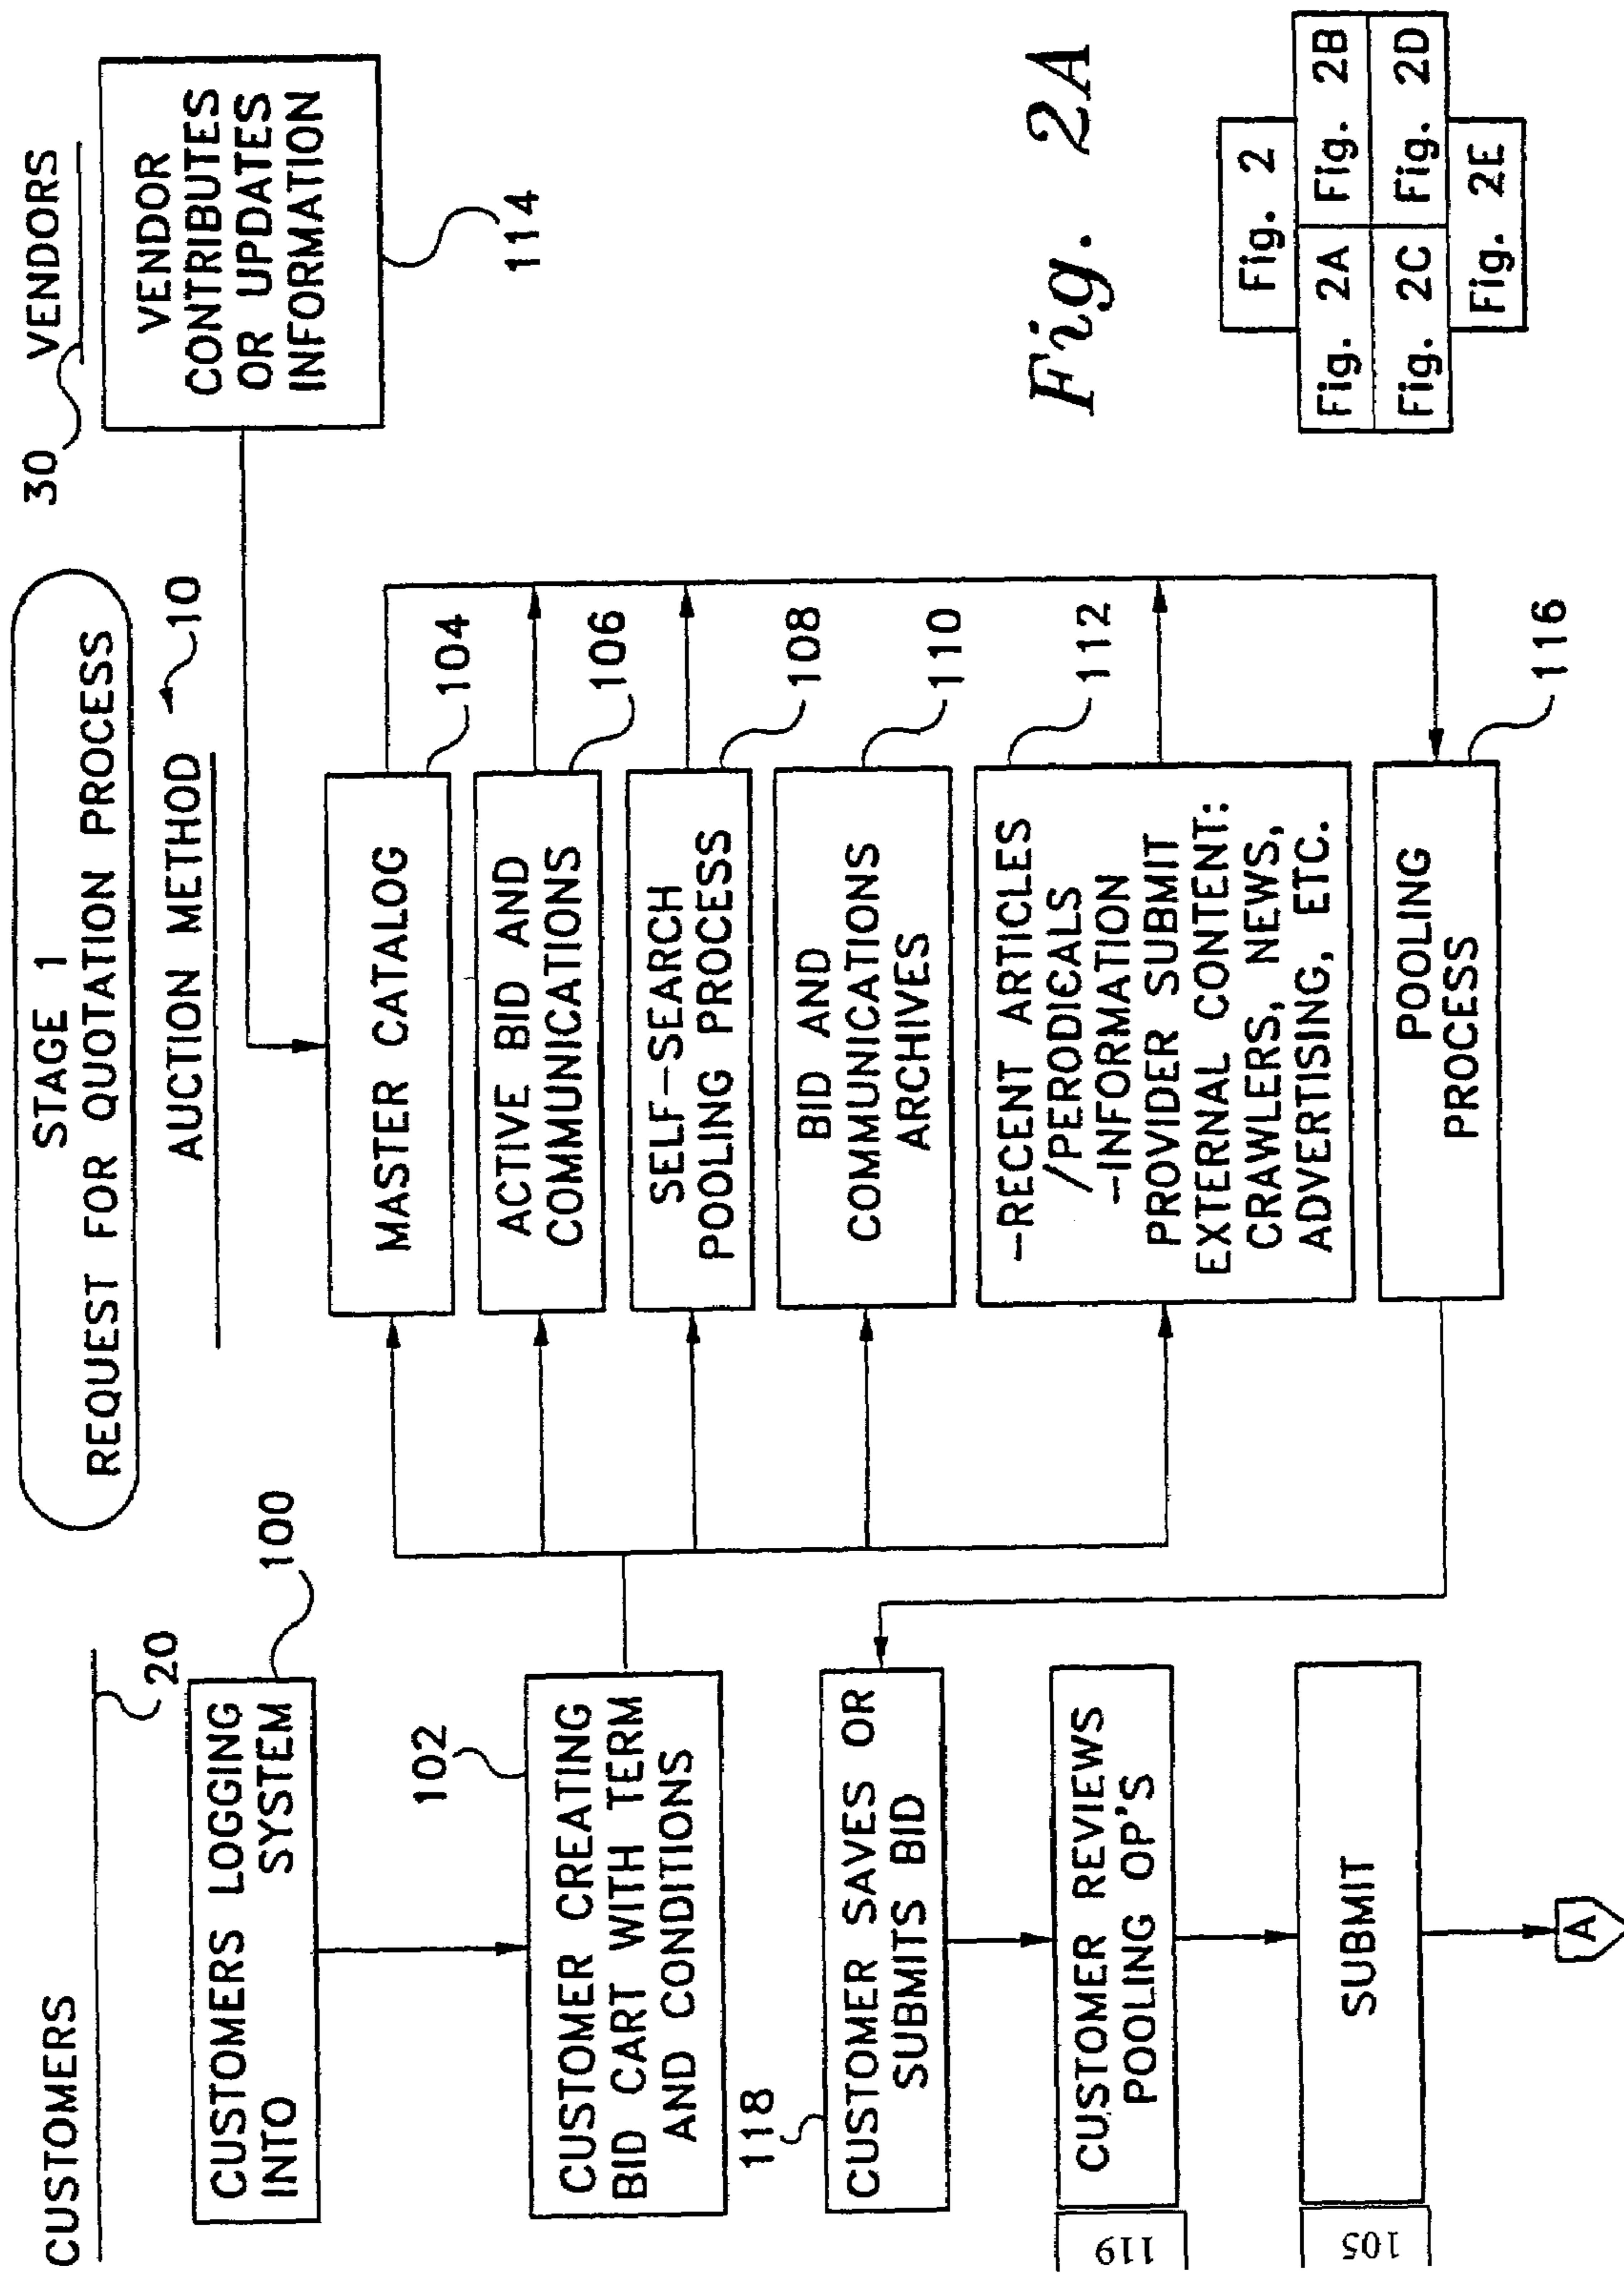 STAGE 1
REQUEST FOR QUOTATION PROCESS
CUSTOMERS
20
AUCTION METHOD
10
30
VENDORS
CUSTOMERS LOGGING
INTO SYSTEM
100
CUSTOMER CREATING
BID CART WITH TERM
AND CONDITIONS
102
CUSTOMER SAVES OR
SUBMITS BID
118
CUSTOMER REVIEWS
POOLING OP'S
119
SUBMIT
105
A
MASTER CATALOG
104
ACTIVE BID AND
COMMUNICATIONS
106
SELF-SEARCH
POOLING PROCESS
108
BID AND
COMMUNICATIONS
ARCHIVES
110
-RECENT ARTICLES
/PERODICALS
-INFORMATION
PROVIDER SUBMIT
EXTERNAL CONTENT:
CRAWLERS, NEWS,
ADVERTISING, ETC.
112
POOLING
PROCESS
116
VENDOR
CONTRIBUTES
OR UPDATES
INFORMATION
114
Fig. 2A
Fig. 2
Fig. 2A Fig. 2B
Fig. 2C Fig. 2D
Fig. 2E